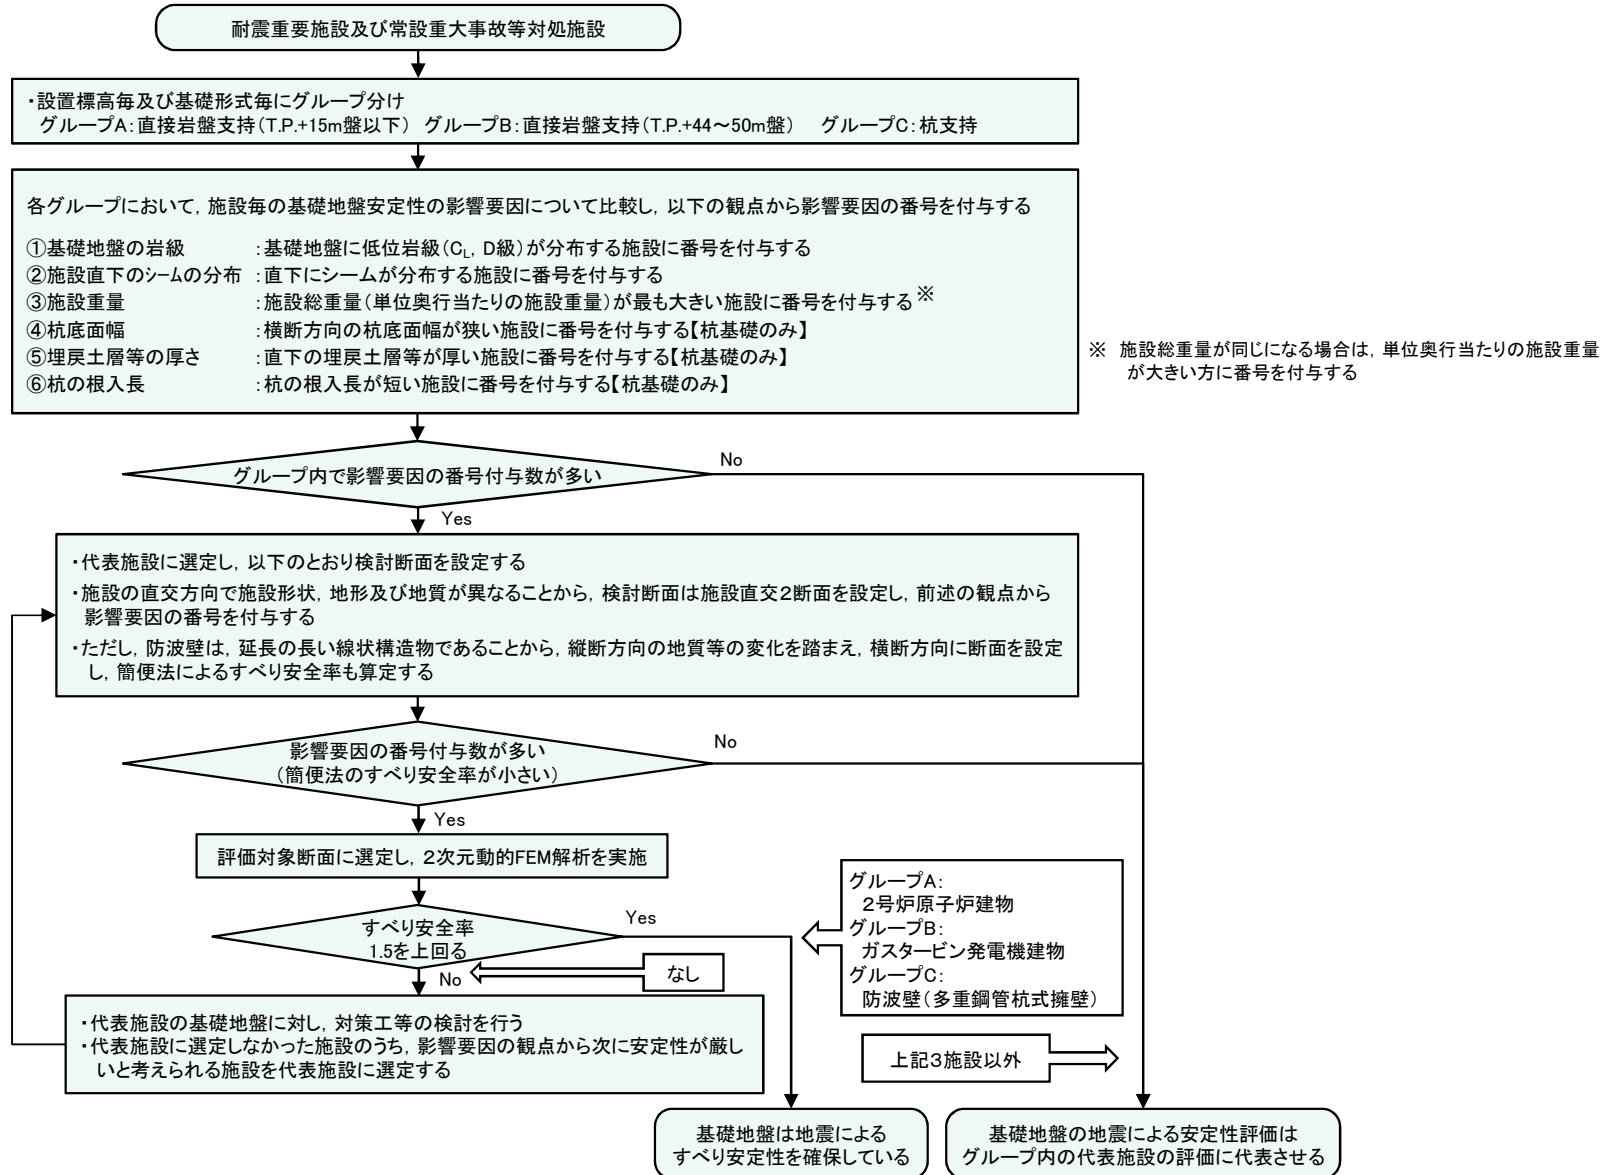 耐震重要施設及び常設重大事故等対処施設
・設置標高毎及び基礎形式毎にグループ分け
グループA：直接岩盤支持（T.P.+15m盤以下） グループB：直接岩盤支持（T.P.+44～50m盤） グループC：杭支持
各グループにおいて，施設毎の基礎地盤安定性の影響要因について比較し，以下の観点から影響要因の番号を付与する
①基礎地盤の岩級 ：基礎地盤に低位岩級（CL，D級）が分布する施設に番号を付与する
②施設直下のシームの分布 ：直下にシームが分布する施設に番号を付与する
③施設重量 ：施設総重量（単位奥行当たりの施設重量）が最も大きい施設に番号を付与する※
④杭底面幅 ：横断方向の杭底面幅が狭い施設に番号を付与する【杭基礎のみ】
⑤埋戻土層等の厚さ ：直下の埋戻土層等が厚い施設に番号を付与する【杭基礎のみ】
⑥杭の根入長 ：杭の根入長が短い施設に番号を付与する【杭基礎のみ】
※ 施設総重量が同じになる場合は，単位奥行当たりの施設重量
が大きい方に番号を付与する
グループ内で影響要因の番号付与数が多い
No
Yes
・代表施設に選定し，以下のとおり検討断面を設定する
・施設の直交方向で施設形状，地形及び地質が異なることから，検討断面は施設直交２断面を設定し，前述の観点から
影響要因の番号を付与する
・ただし，防波壁は，延長の長い線状構造物であることから，縦断方向の地質等の変化を踏まえ，横断方向に断面を設定
し，簡便法によるすべり安全率も算定する
影響要因の番号付与数が多い
（簡便法のすべり安全率が小さい）
No
Yes
評価対象断面に選定し，２次元動的FEM解析を実施
すべり安全率
1.5を上回る
Yes
No
なし
グループA：
２号炉原子炉建物
グループB：
ガスタービン発電機建物
グループC：
防波壁（多重鋼管杭式擁壁）
・代表施設の基礎地盤に対し，対策工等の検討を行う
・代表施設に選定しなかった施設のうち，影響要因の観点から次に安定性が厳し
いと考えられる施設を代表施設に選定する
上記３施設以外
基礎地盤は地震による
すべり安定性を確保している
基礎地盤の地震による安定性評価は
グループ内の代表施設の評価に代表させる